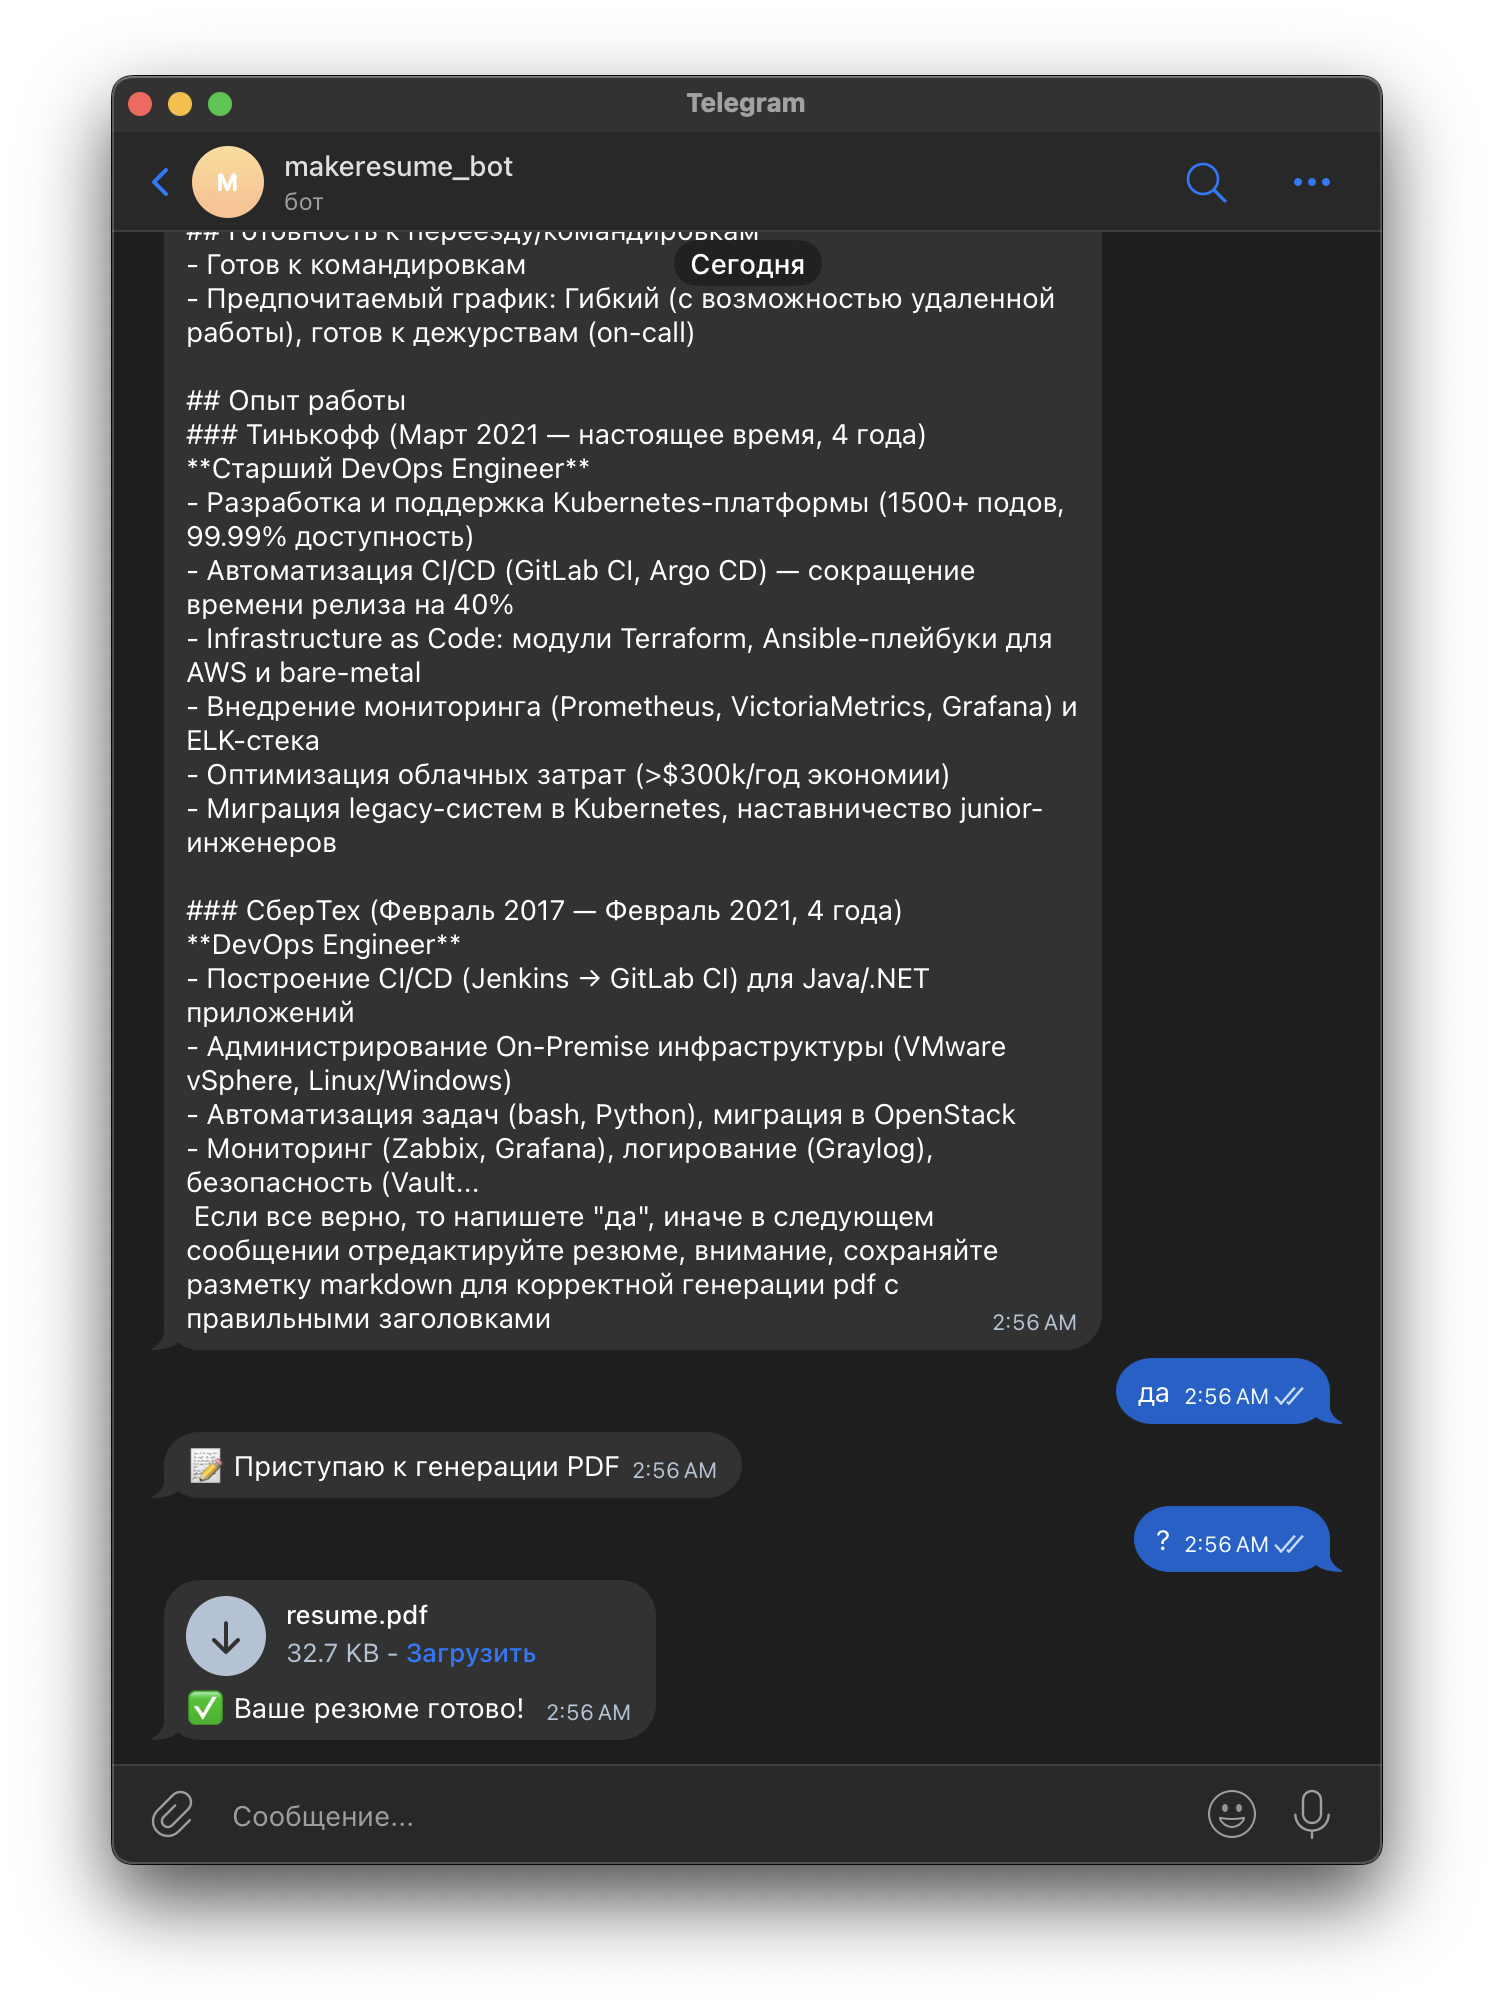 Telegram
M
makeresume_bot
бот
## Готовность к переезду/командировкам
Сегодня
- Готов к командировкам
- Предпочитаемый график: Гибкий (с возможностью удаленной
работы), готов к дежурствам (on-call)
## Опыт работы
### Тинькофф (Март 2021 — настоящее время, 4 года)
**Старший DevOps Engineer**
- Разработка и поддержка Kubernetes-платформы (1500+ подов,
99.99% доступность)
- Автоматизация CI/CD (GitLab CI, Argo CD) — сокращение
времени релиза на 40%
- Infrastructure as Code: модули Terraform, Ansible-плейбуки для
AWS и bare-metal
- Внедрение мониторинга (Prometheus, VictoriaMetrics, Grafana) и
ELK-стека
- Оптимизация облачных затрат (>$300k/год экономии)
- Миграция legacy-систем в Kubernetes, наставничество junior-
инженеров
### СберТех (Февраль 2017 — Февраль 2021, 4 года)
**DevOps Engineer**
- Построение CI/CD (Jenkins → GitLab CI) для Java/.NET
приложений
- Администрирование On-Premise инфраструктуры (VMware
vSphere, Linux/Windows)
- Автоматизация задач (bash, Python), миграция в OpenStack
- Мониторинг (Zabbix, Grafana), логирование (Graylog),
безопасность (Vault...
Если все верно, то напишете "да", иначе в следующем
сообщении отредактируйте резюме, внимание, сохраняйте
разметку markdown для корректной генерации pdf с
правильными заголовками 2:56 AM
да 2:56 AM
📝 Приступаю к генерации PDF 2:56 AM
? 2:56 AM
resume.pdf
32.7 KB - Загрузить
✅ Ваше резюме готово! 2:56 AM
Сообщение...